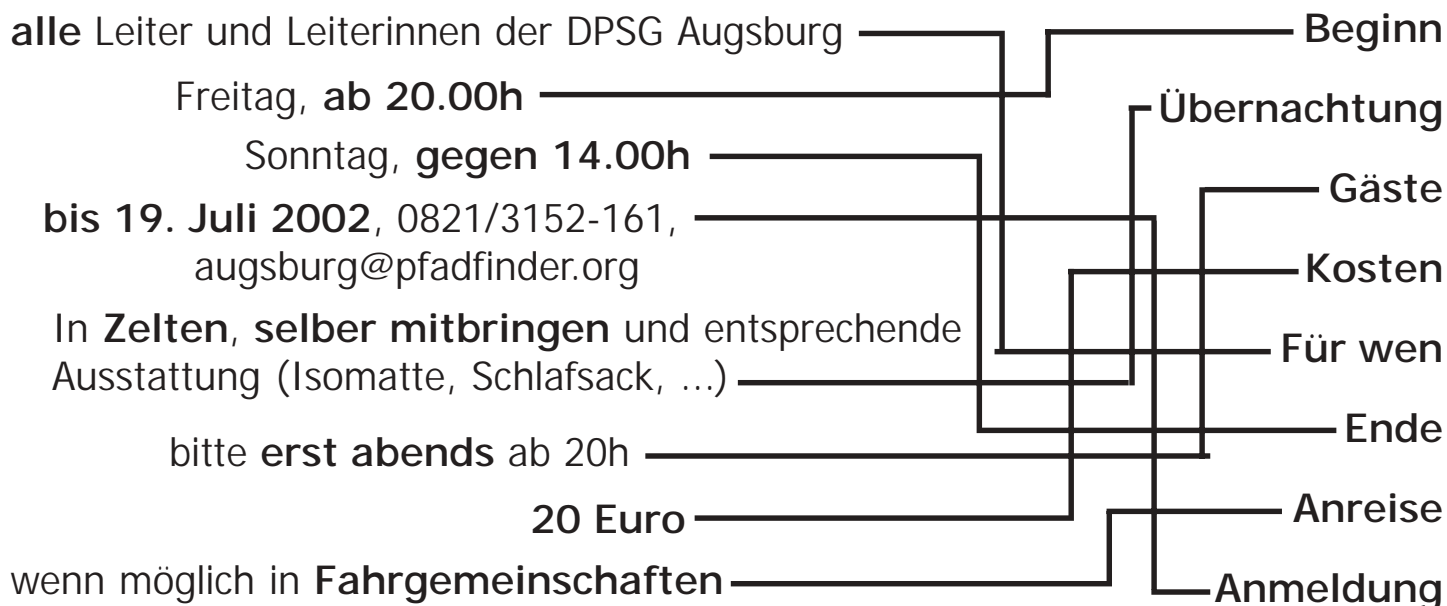 alle Leiter und Leiterinnen der DPSG Augsburg
Beginn
Freitag, ab 20.00h
Übernachtung
Sonntag, gegen 14.00h
Gäste
bis 19. Juli 2002, 0821/3152-161,
augsburg@pfadfinder.org
Kosten
In Zelten, selber mitbringen und entsprechende
Ausstattung (Isomatte, Schlafsack, ...)
Für wen
Ende
bitte erst abends ab 20h
20 Euro
Anreise
wenn möglich in Fahrgemeinschaften
Anmeldung